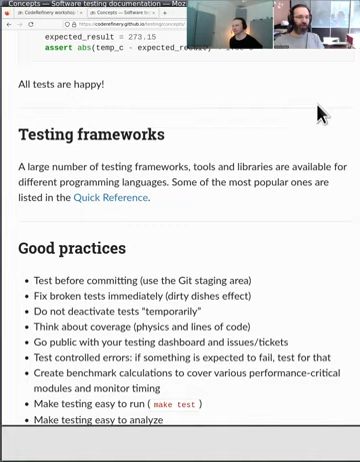 Concepts — Software testing documentation — Moz
CodeRefinery worksho
Concepts — Software te
https://coderefinery.github.io/testing/concepts/
expected_result = 273.15
assert abs(temp_c - expected_result)
All tests are happy!
Testing frameworks
A large number of testing frameworks, tools and libraries are available for
different programming languages. Some of the most popular ones are
listed in the Quick Reference.
Good practices
Test before committing (use the Git staging area)
Fix broken tests immediately (dirty dishes effect)
Do not deactivate tests “temporarily”
Think about coverage (physics and lines of code)
Go public with your testing dashboard and issues/tickets
Test controlled errors: if something is expected to fail, test for that
Create benchmark calculations to cover various performance-critical
modules and monitor timing
Make testing easy to run ( make test )
Make testing easy to analyze